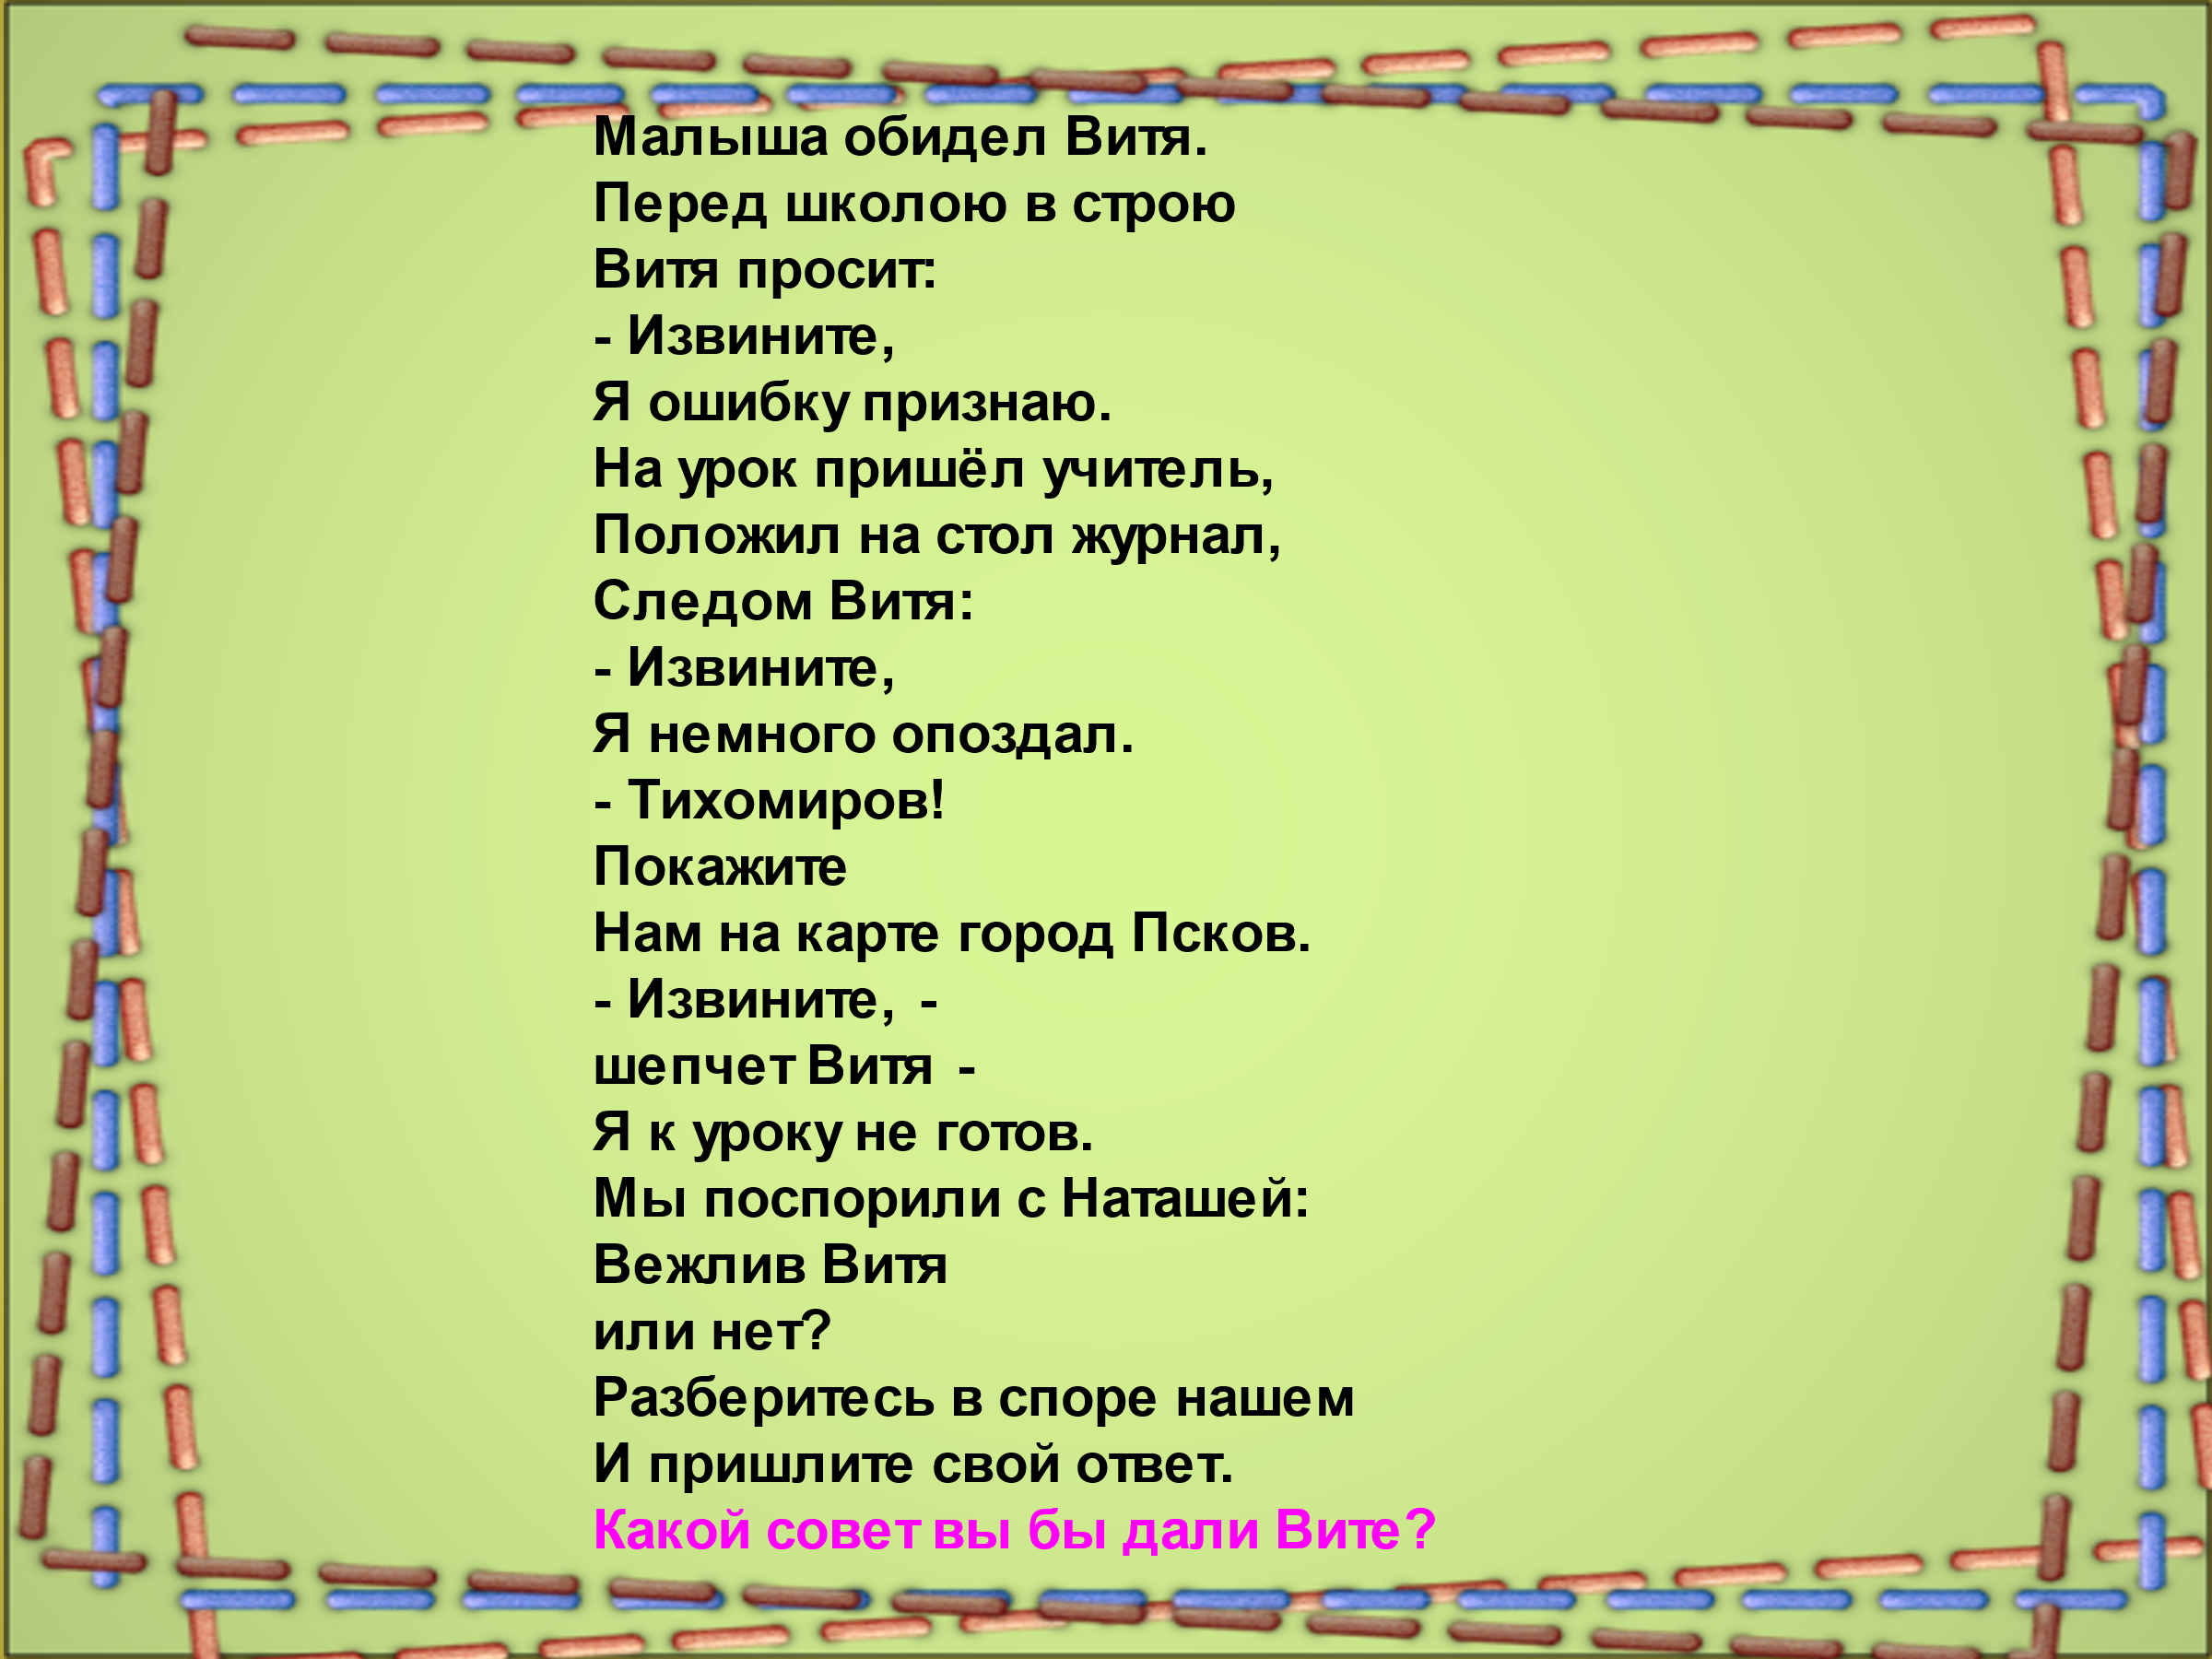 Малыша обидел Витя.
Перед школою в строю
Витя просит:
- Извините,
Я ошибку признаю.
На урок пришёл учитель,
Положил на стол журнал,
Следом Витя:
- Извините,
Я немного опоздал.
- Тихомиров!
Покажите
Нам на карте город Псков.
- Извините, -
шепчет Витя -
Я к уроку не готов.
Мы поспорили с Наташей:
Вежлив Витя
или нет?
Разберитесь в споре нашем
И пришлите свой ответ.
Какой совет вы бы дали Вите?